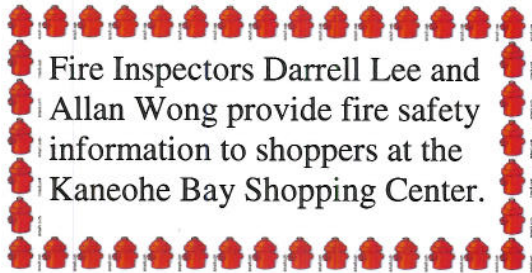 Fire Inspectors Darrell Lee and
Allan Wong provide fire safety
information to shoppers at the
Kaneohe Bay Shopping Center.